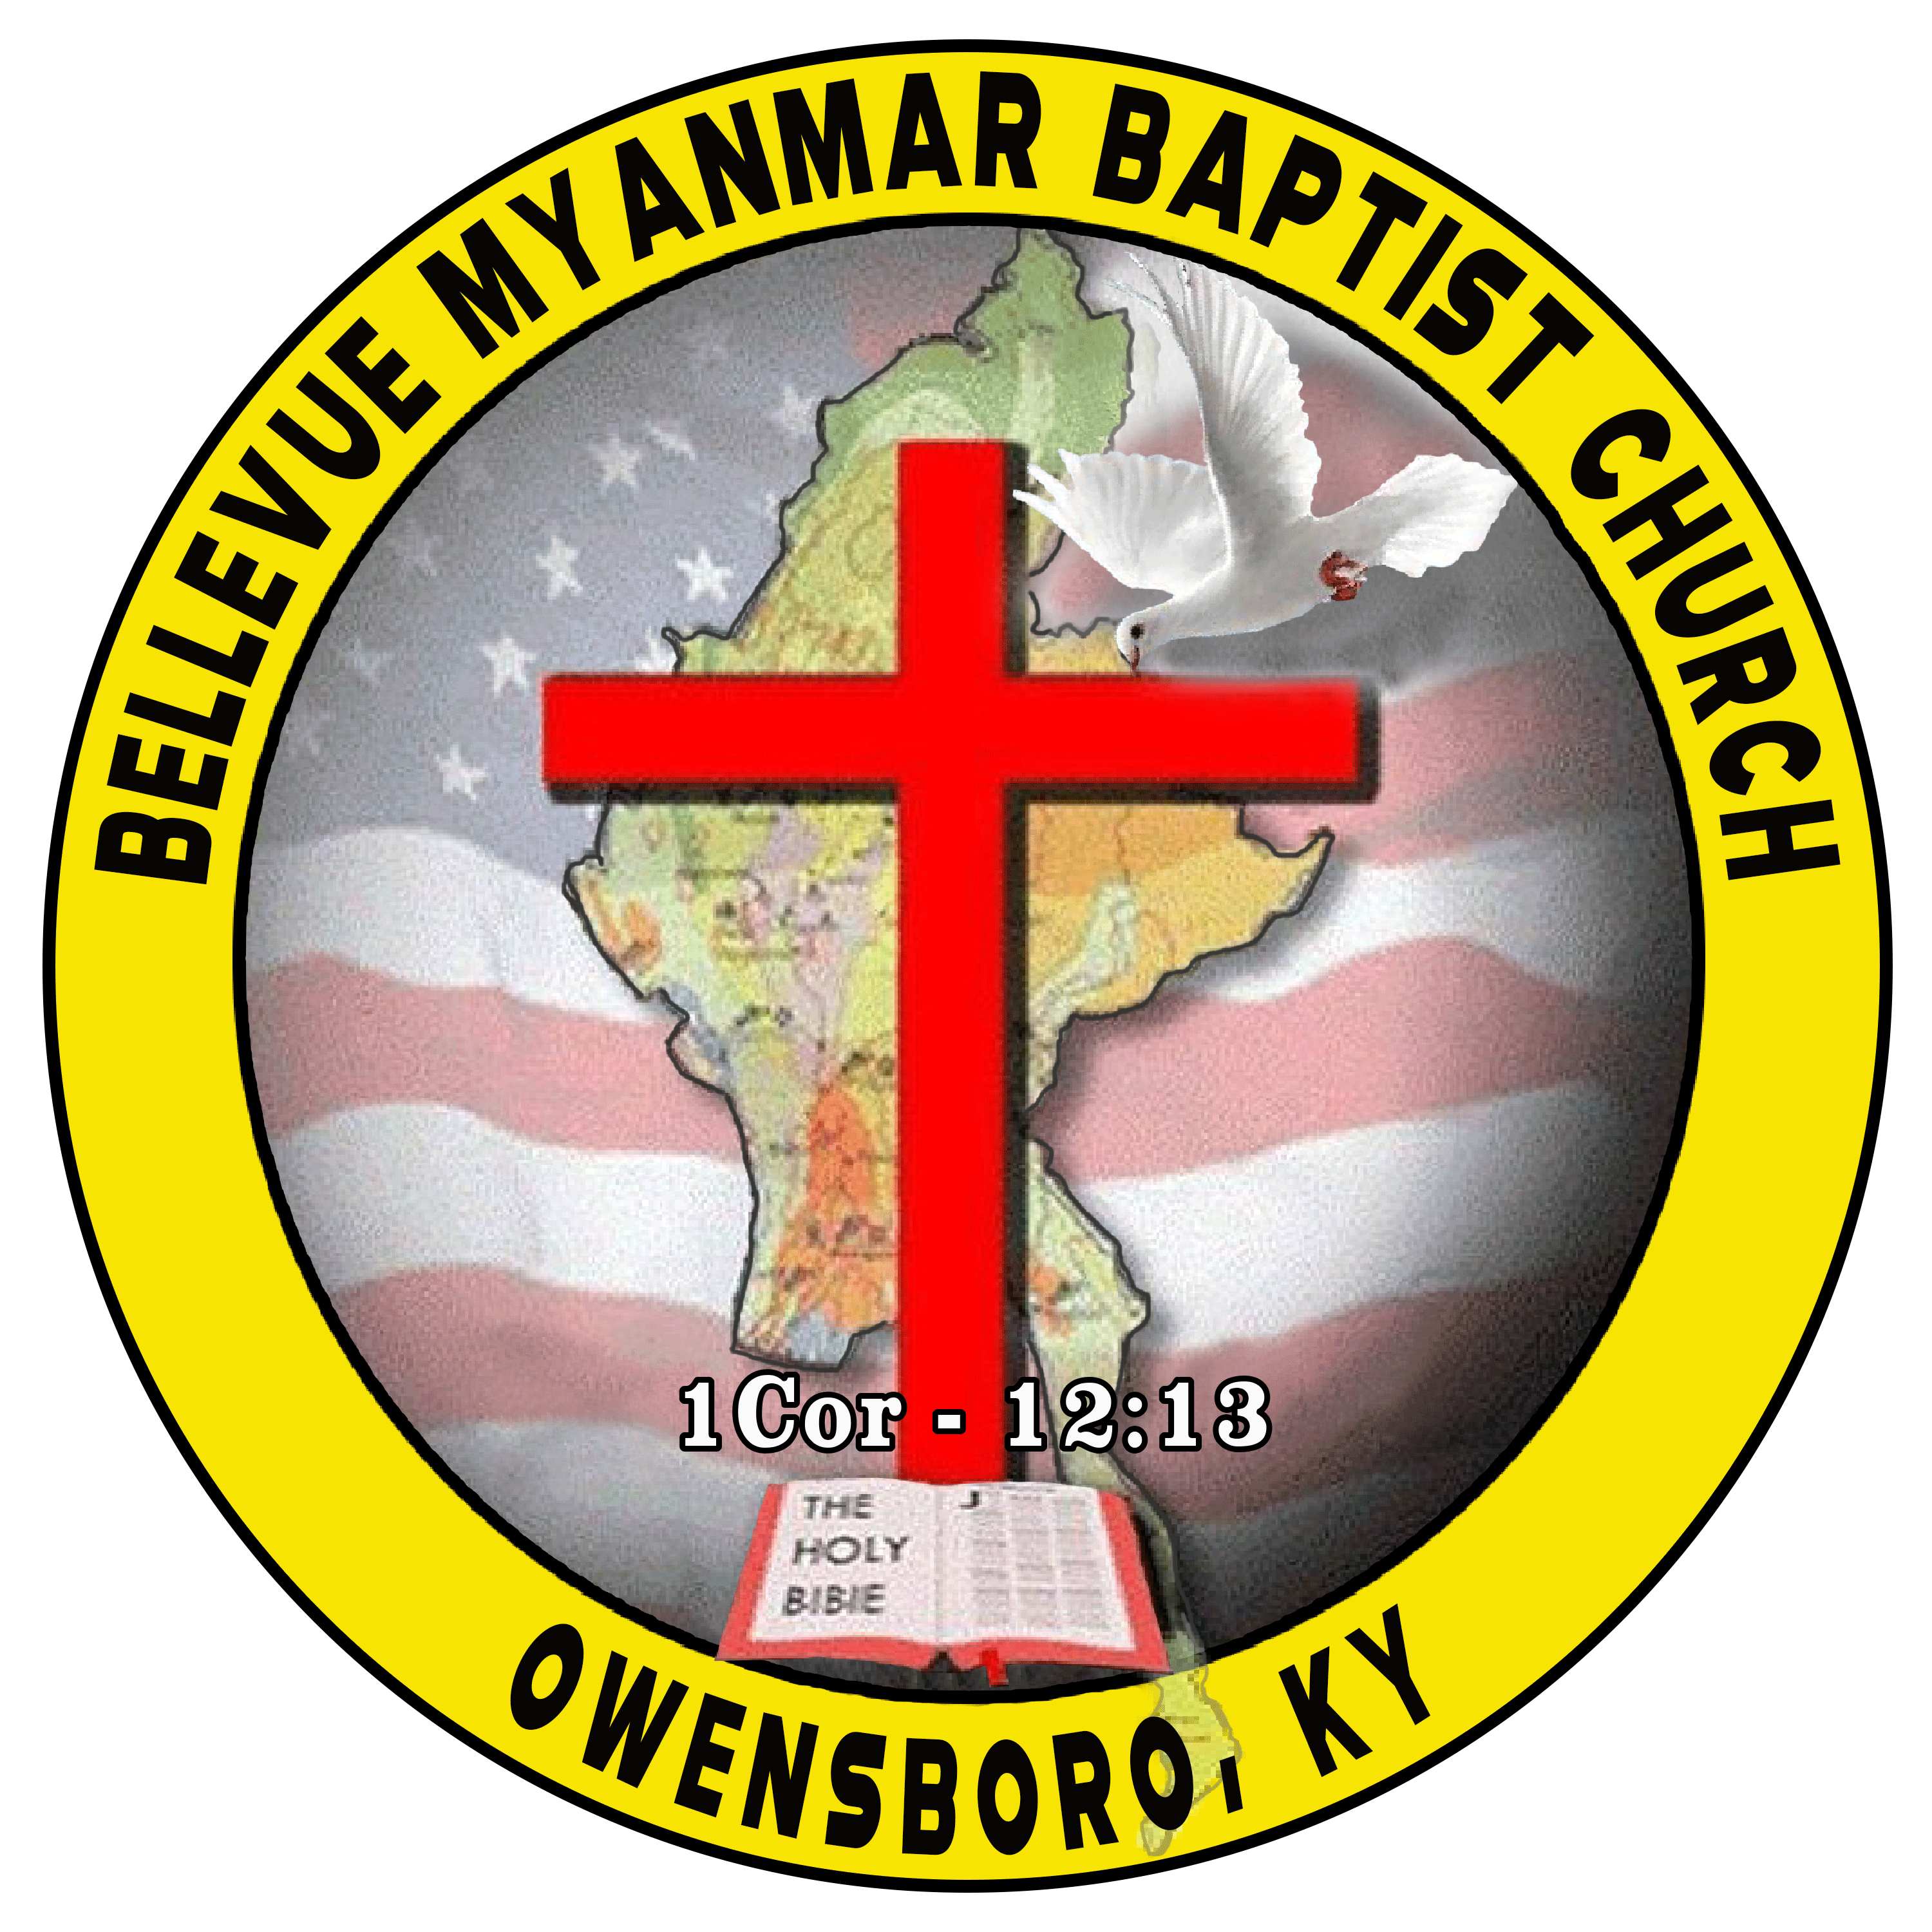 BELLEVUE MYANMAR BAPTIST CHURCH
1Cor - 12:13
THE
HOLY
BIBIE
J
OWENSBORO, KY